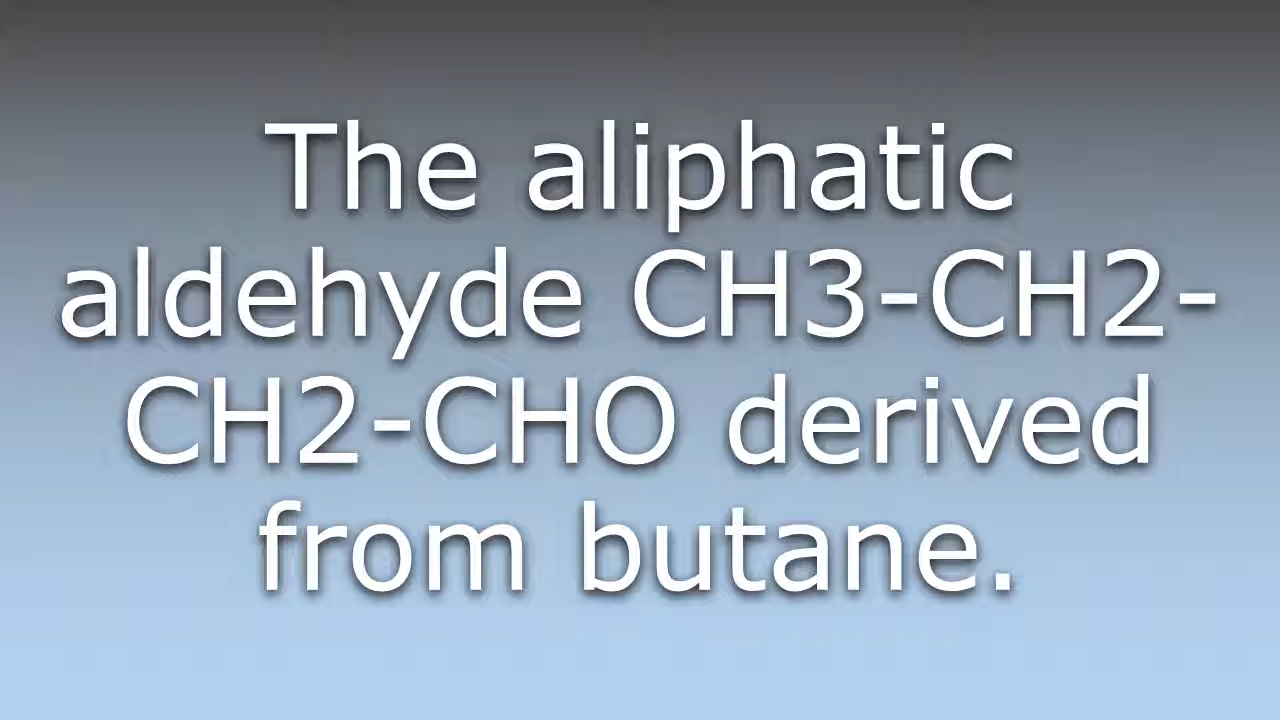 The aliphatic
aldehyde CH3-CH2-
CH2-CHO derived
from butane.